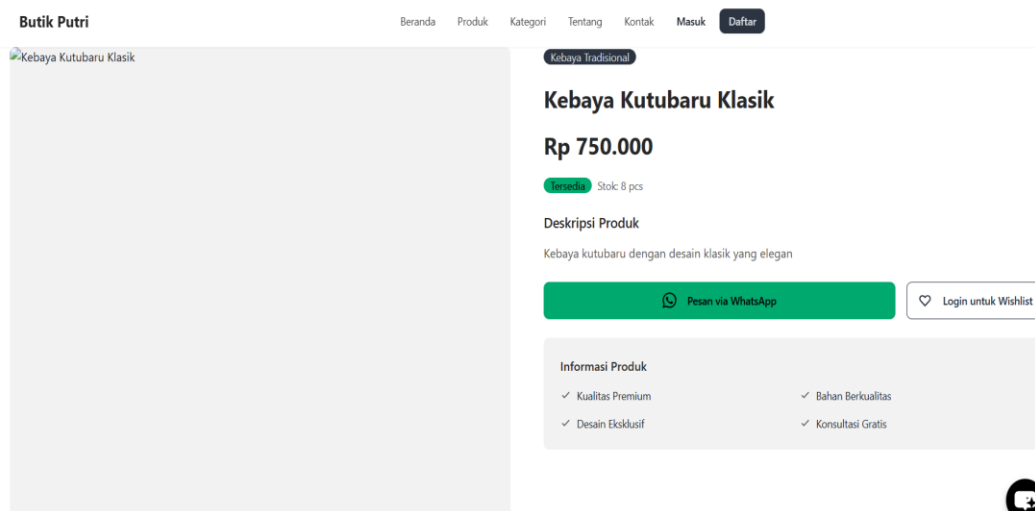 Butik Putri
Beranda Produk Kategori Tentang Kontak Masuk Daftar
Kebaya Kutubaru Klasik
Kebaya Tradisional
Kebaya Kutubaru Klasik
Rp 750.000
Tersedia Stok: 8 pcs
Deskripsi Produk
Kebaya kutubaru dengan desain klasik yang elegan
Pesan via WhatsApp
Login untuk Wishlist
Informasi Produk
Kualitas Premium
Bahan Berkualitas
Desain Eksklusif
Konsultasi Gratis